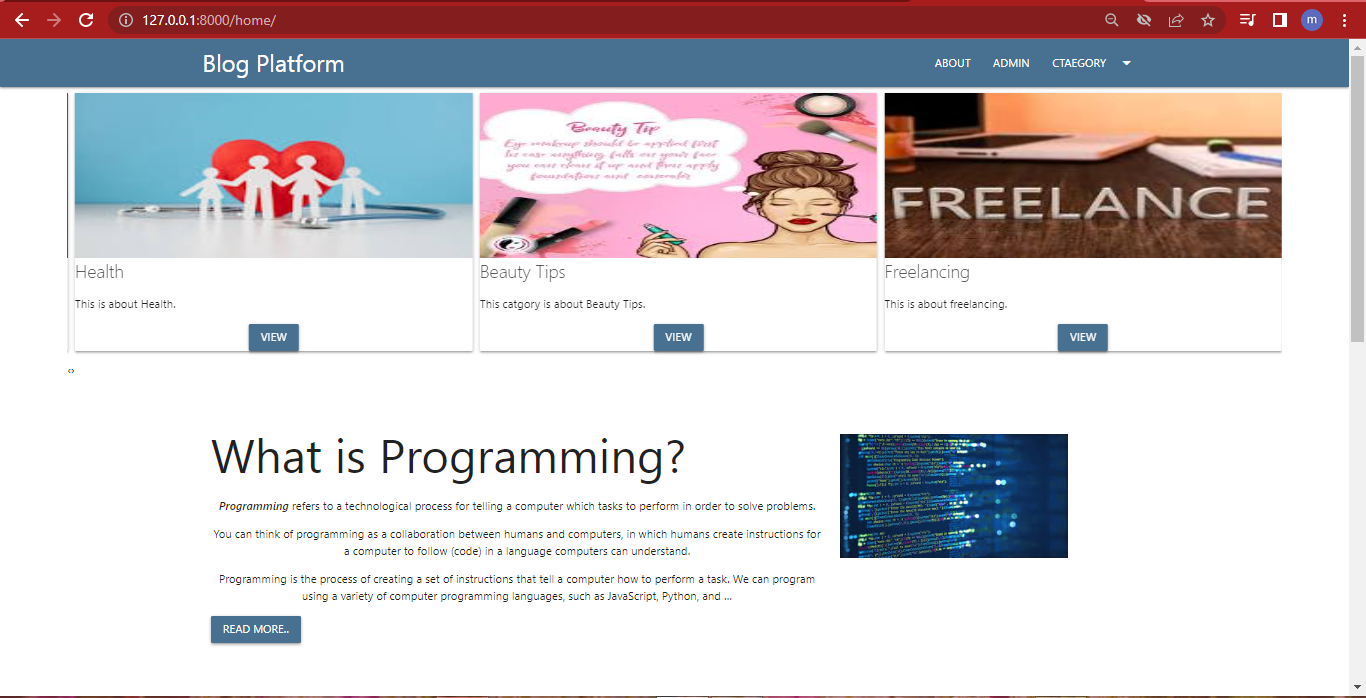 127.0.0.1:8000/home/
m
Blog Platform
ABOUT
ADMIN
CTAEGORY
Beauty Tip
Eye makeup should be applied first
In case anything falls on your face
you can clean it up and then apply
foundations and concealer
FREELANCE
Health
Beauty Tips
Freelancing
This is about Health.
This catgory is about Beauty Tips.
This is about freelancing.
VIEW
VIEW
VIEW
‹›
What is Programming?
Programming refers to a technological process for telling a computer which tasks to perform in order to solve problems.
You can think of programming as a collaboration between humans and computers, in which humans create instructions for
a computer to follow (code) in a language computers can understand.
Programming is the process of creating a set of instructions that tell a computer how to perform a task. We can program
using a variety of computer programming languages, such as JavaScript, Python, and ...
READ MORE..